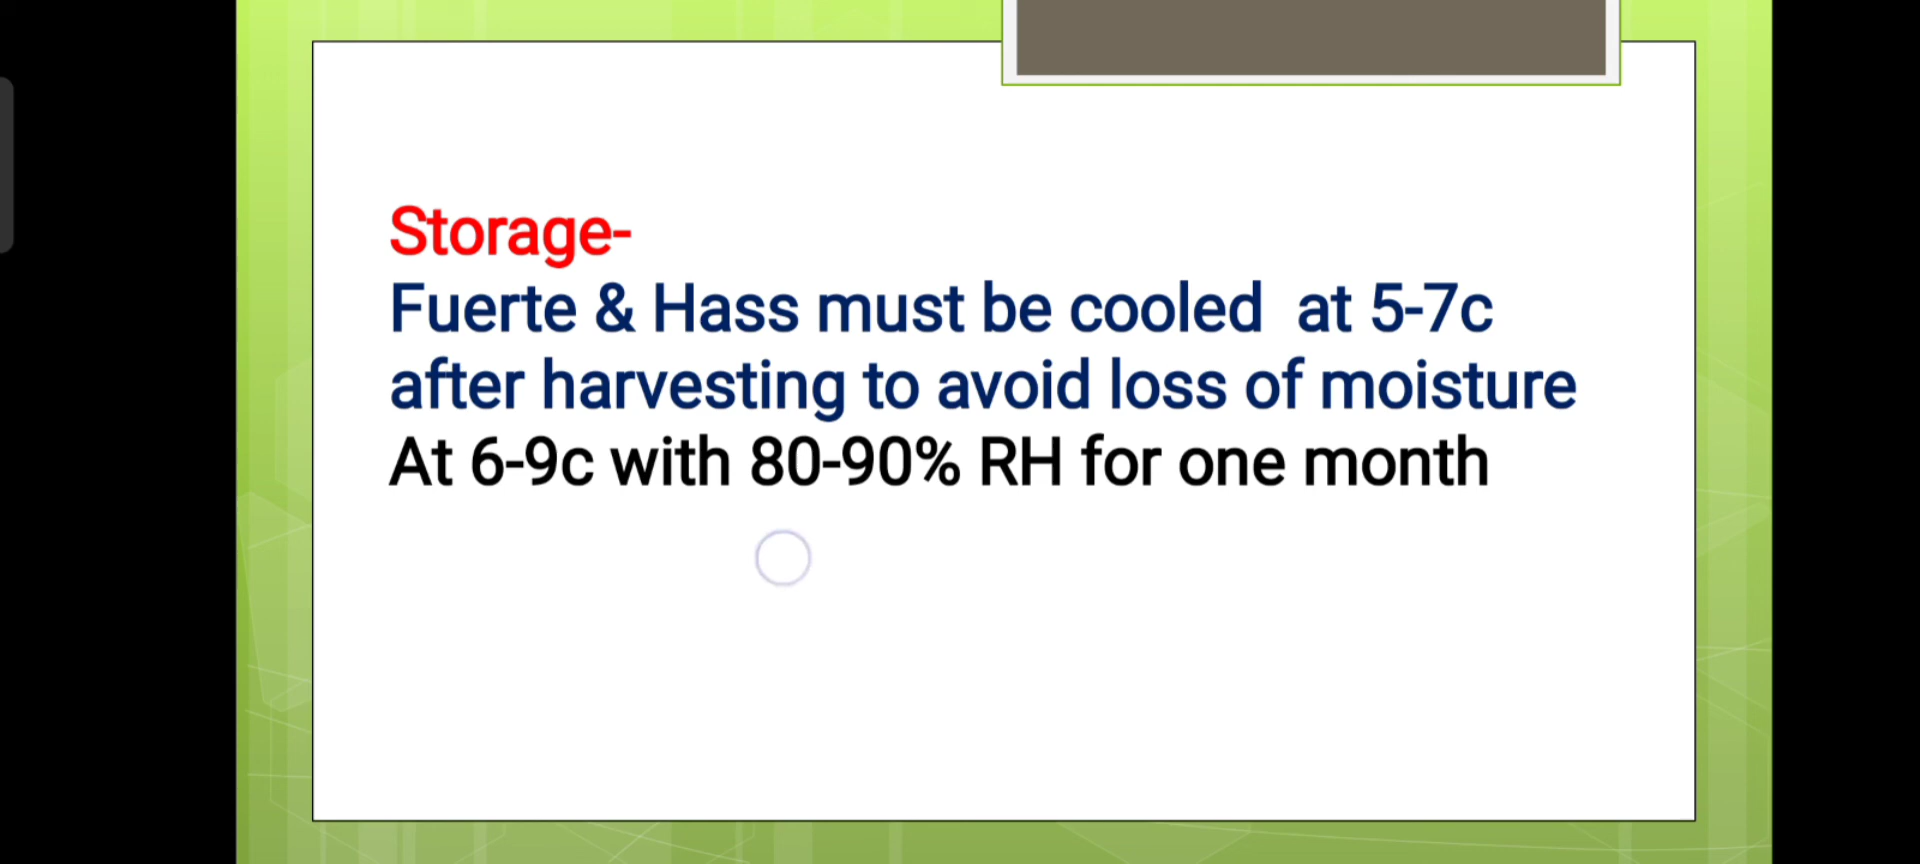 Storage-
Fuerte & Hass must be cooled  at 5-7c
after harvesting to avoid loss of moisture
At 6-9c with 80-90% RH for one month